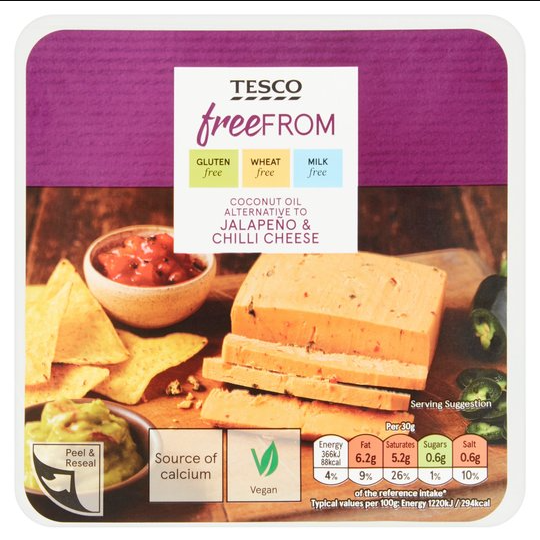 TESCO
freeFROM
GLUTEN
free
WHEAT
free
MILK
free
COCONUT OIL
ALTERNATIVE TO
JALAPEÑO &
CHILLI CHEESE
Serving Suggestion
Peel &
Reseal
Source of
calcium
Vegan
Per 30g
Energy
366kJ
88kcal
4%
Fat
6.2g
9%
Saturates
5.2g
26%
Sugars
0.6g
1%
Salt
0.6g
10%
of the reference intake*
Typical values per 100g: Energy 1220kJ / 294kcal